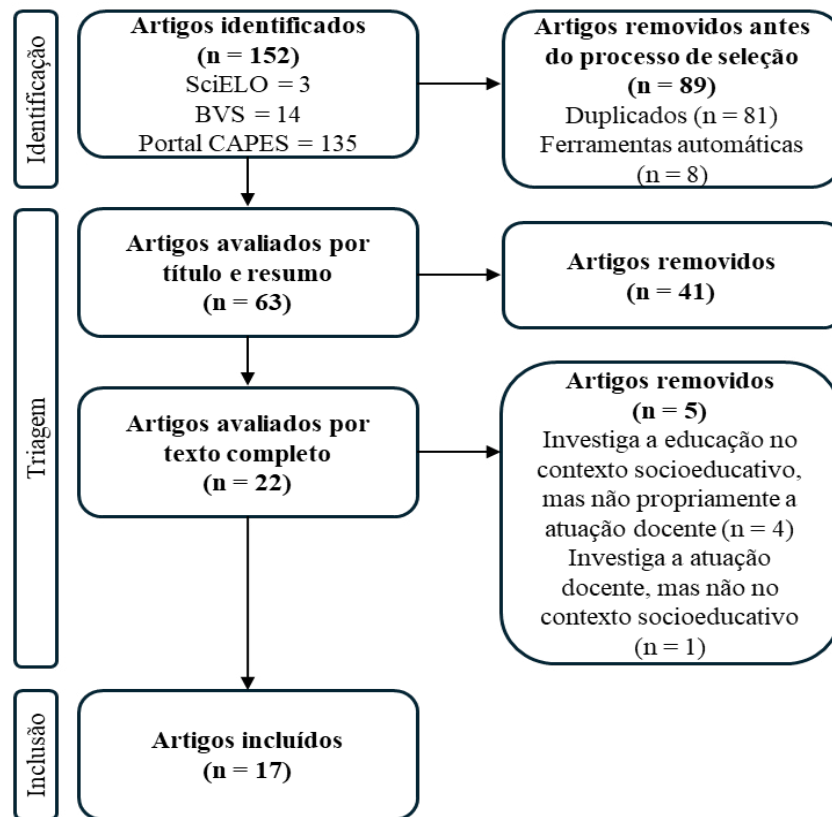 Identificação
Artigos identificados
(n = 152)
SciELO = 3
BVS = 14
Portal CAPES = 135
Artigos removidos antes
do processo de seleção
(n = 89)
Duplicados (n = 81)
Ferramentas automáticas
(n = 8)
Triagem
Artigos avaliados por
título e resumo
(n = 63)
Artigos removidos
(n = 41)
Artigos avaliados por
texto completo
(n = 22)
Artigos removidos
(n = 5)
Investiga a educação no
contexto socioeducativo,
mas não propriamente a
atuação docente (n = 4)
Investiga a atuação
docente, mas não no
contexto socioeducativo
(n = 1)
Inclusão
Artigos incluídos
(n = 17)